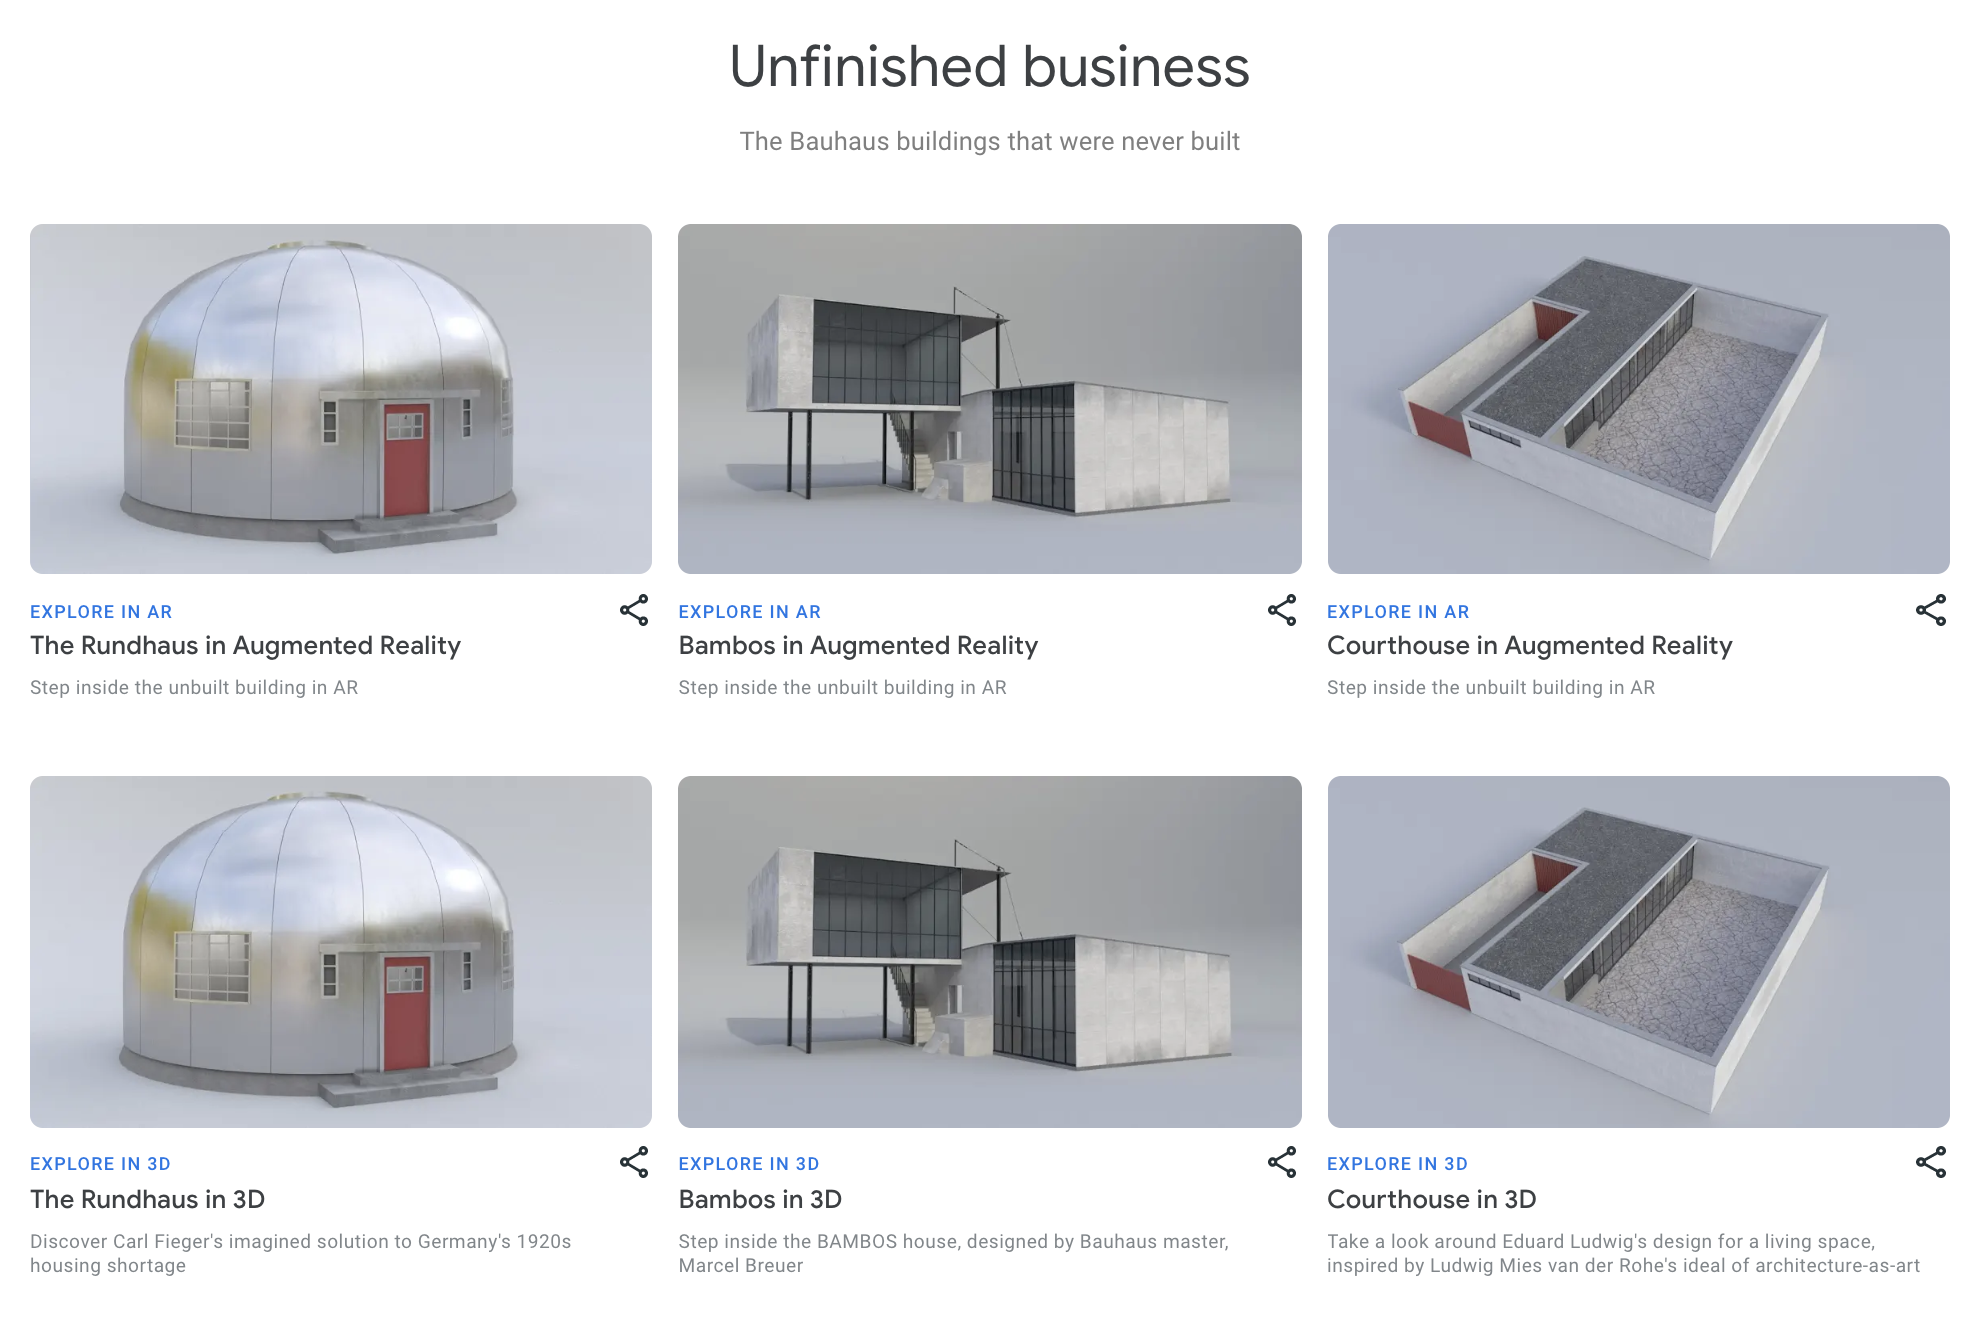 Unfinished business
The Bauhaus buildings that were never built
EXPLORE IN AR
The Rundhaus in Augmented Reality
Step inside the unbuilt building in AR
EXPLORE IN AR
Bambos in Augmented Reality
Step inside the unbuilt building in AR
EXPLORE IN AR
Courthouse in Augmented Reality
Step inside the unbuilt building in AR
EXPLORE IN 3D
The Rundhaus in 3D
Discover Carl Fieger's imagined solution to Germany's 1920s
housing shortage
EXPLORE IN 3D
Bambos in 3D
Step inside the BAMBOS house, designed by Bauhaus master,
Marcel Breuer
EXPLORE IN 3D
Courthouse in 3D
Take a look around Eduard Ludwig's design for a living space,
inspired by Ludwig Mies van der Rohe's ideal of architecture-as-art